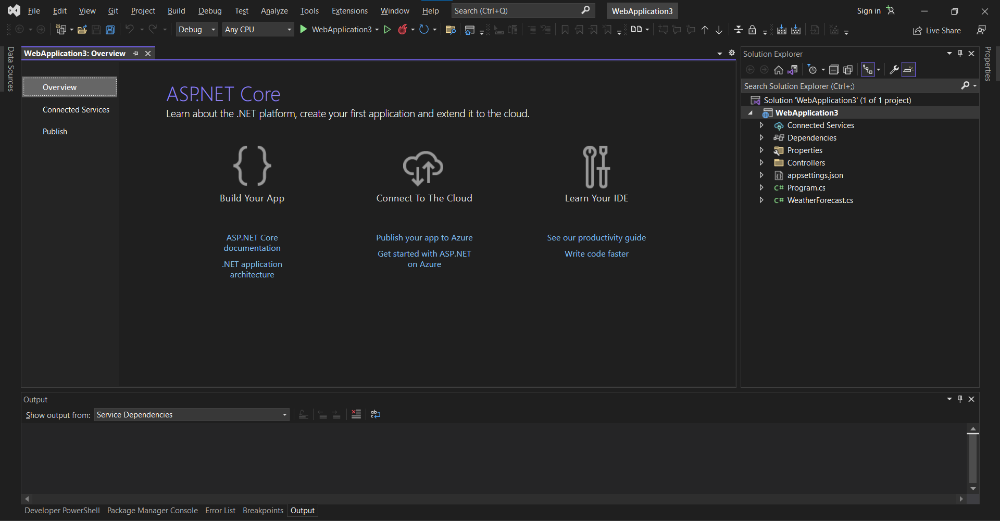 File Edit View Git Project Build Debug Test Analyze Tools Extensions Window Help Search (Ctrl+Q) WebApplication3 Sign in
Debug Any CPU WebApplication3 Live Share
Data Sources
WebApplication3: Overview
Overview
Connected Services
Publish
ASP.NET Core
Learn about the .NET platform, create your first application and extend it to the cloud.
Build Your App
ASP.NET Core
documentation
.NET application
architecture
Connect To The Cloud
Publish your app to Azure
Get started with ASP.NET
on Azure
Learn Your IDE
See our productivity guide
Write code faster
Solution Explorer
Search Solution Explorer (Ctrl+;)
Solution 'WebApplication3' (1 of 1 project)
WebApplication3
Connected Services
Dependencies
Properties
Controllers
appsettings.json
C# Program.cs
C# WeatherForecast.cs
Properties
Output
Show output from: Service Dependencies
Developer PowerShell Package Manager Console Error List Breakpoints Output